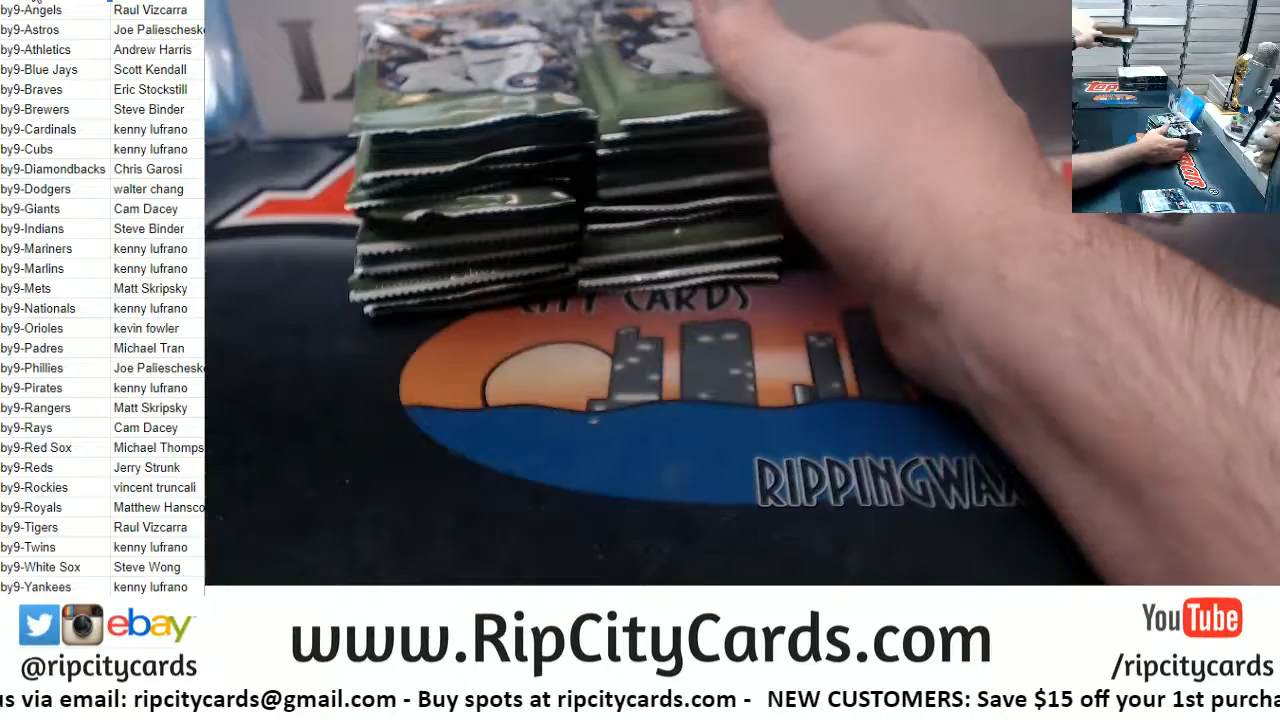 by9-Angels Raul Vizcarra
by9-Astros Joe Paliescheske
by9-Athletics Andrew Harris
by9-Blue Jays Scott Kendall
by9-Braves Eric Stockstill
by9-Brewers Steve Binder
by9-Cardinals kenny lufrano
by9-Cubs kenny lufrano
by9-Diamondbacks Chris Garosi
by9-Dodgers walter chang
by9-Giants Cam Dacey
by9-Indians Steve Binder
by9-Mariners kenny lufrano
by9-Marlins kenny lufrano
by9-Mets Matt Skripsky
by9-Nationals kenny lufrano
by9-Orioles kevin fowler
by9-Padres Michael Tran
by9-Phillies Joe Paliescheske
by9-Pirates kenny lufrano
by9-Rangers Matt Skripsky
by9-Rays Cam Dacey
by9-Red Sox Michael Thomps
by9-Reds Jerry Strunk
by9-Rockies vincent truncali
by9-Royals Matthew Hansco
by9-Tigers Raul Vizcarra
by9-Twins kenny lufrano
by9-White Sox Steve Wong
by9-Yankees kenny lufrano
CITY CARDS
RIPPINGWAX
ebay
@ripcitycards
www.RipCityCards.com
YouTube
/ripcitycards
us via email: ripcitycards@gmail.com - Buy spots at ripcitycards.com - NEW CUSTOMERS: Save $15 off your 1st purcha